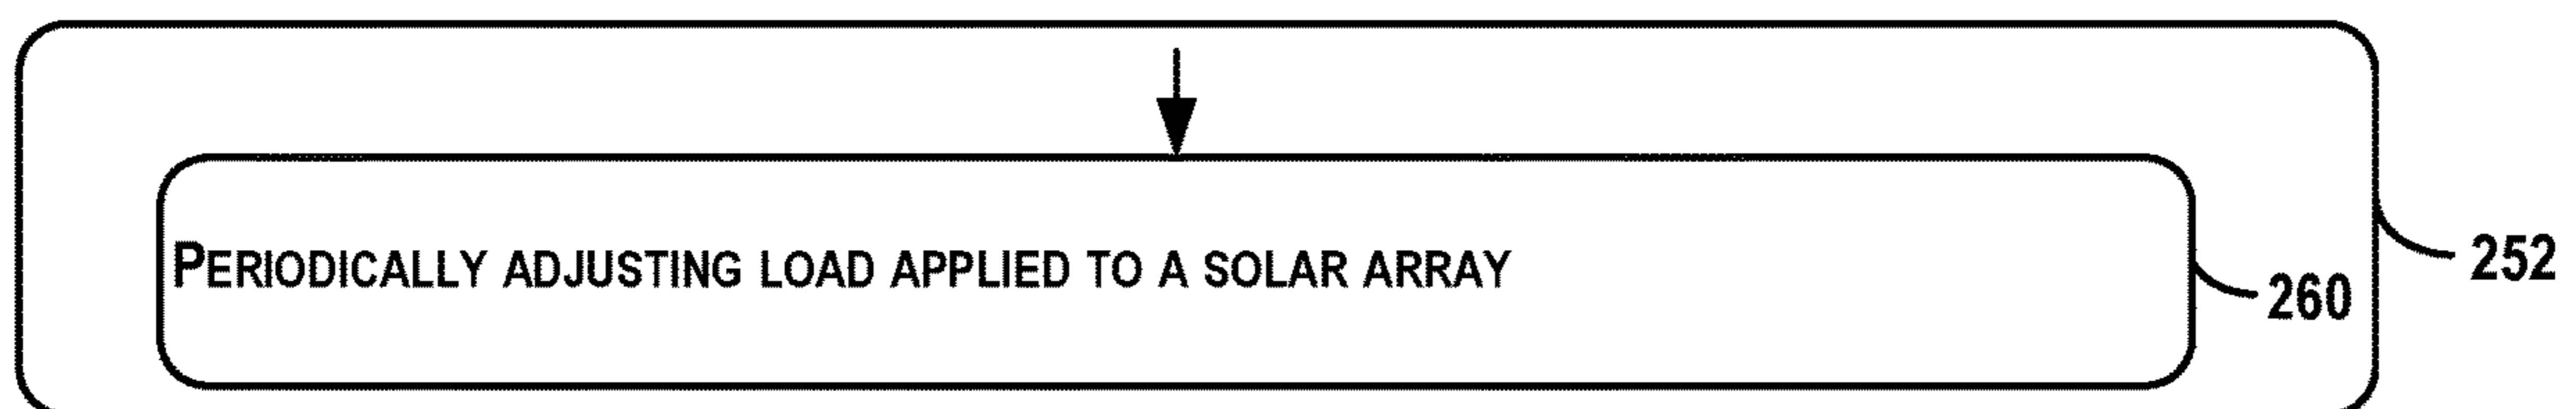 PERIODICALLY ADJUSTING LOAD APPLIED TO A SOLAR ARRAY
252
260